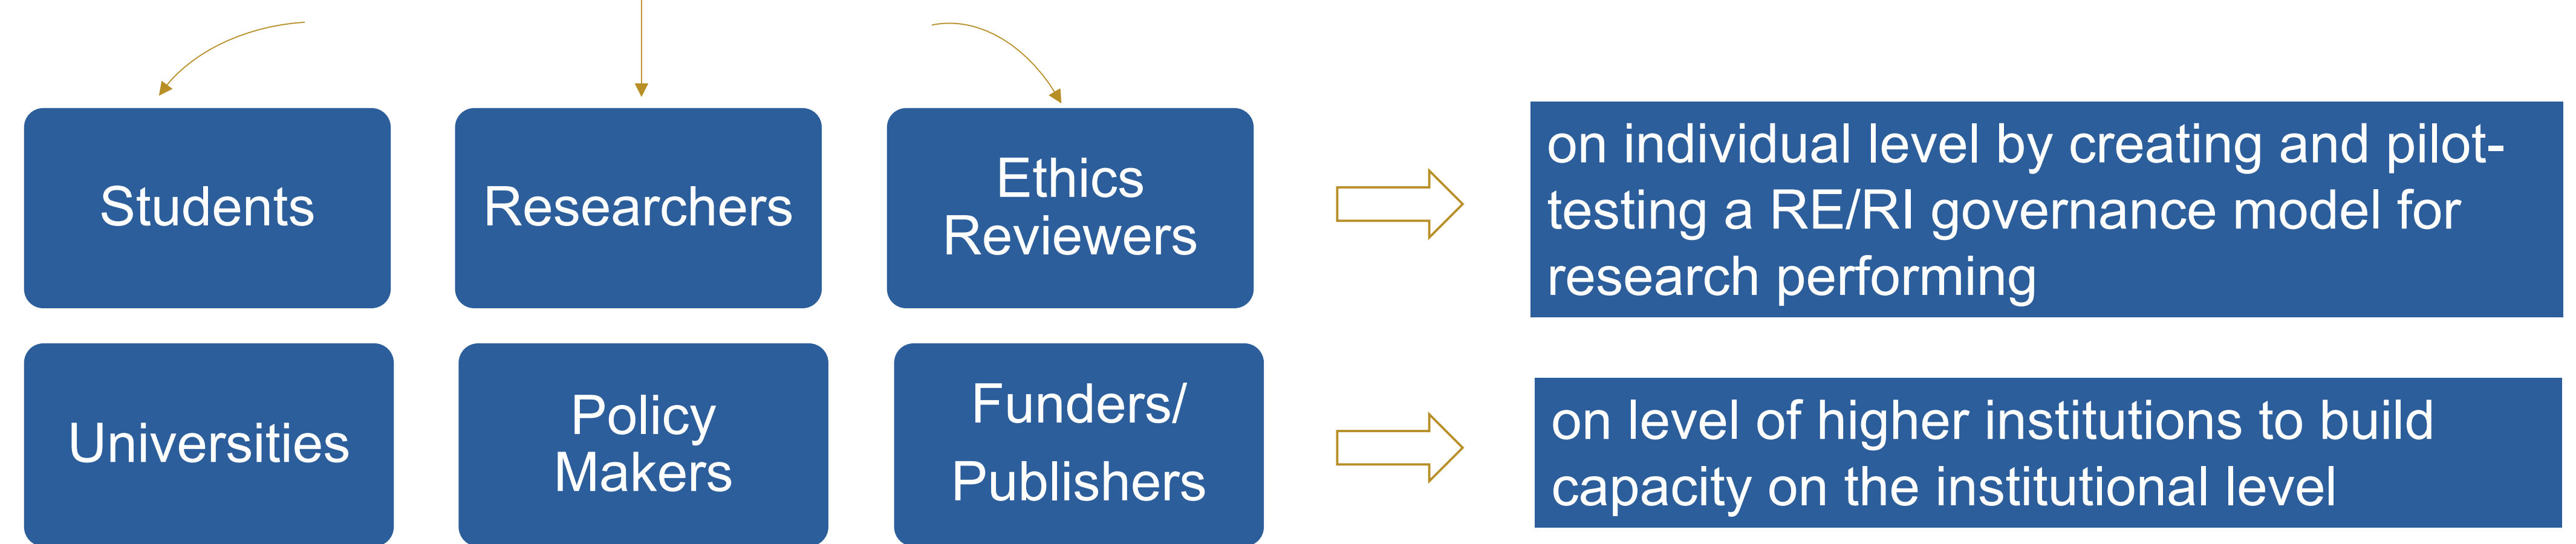 Students
Researchers
Ethics
Reviewers
on individual level by creating and pilot-
testing a RE/RI governance model for
research performing
Universities
Policy
Makers
Funders/
Publishers
on level of higher institutions to build
capacity on the institutional level